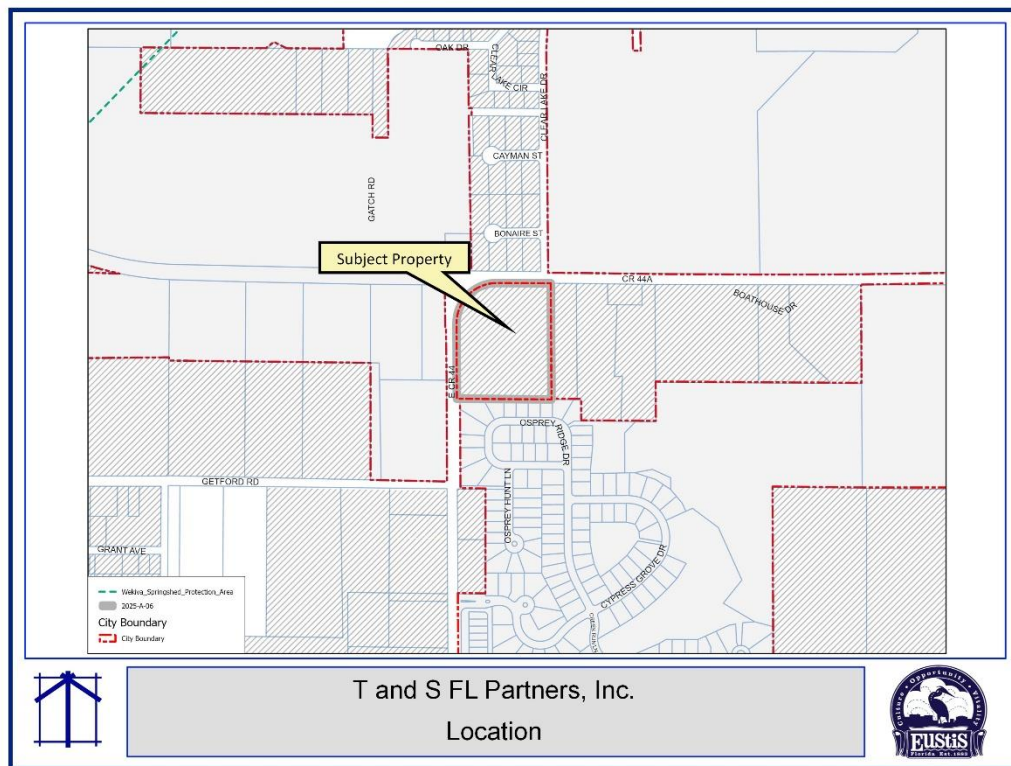 OAK DR
CLEAR
LAKE CIR
CLEAR LAKE DR
CAYMAN ST
GATCH RD
BONAIRE ST
Subject Property
CR 44A
BOATHOUSE DR
E CR 44
OSPREY
RIDGE DR
GETFORD RD
OSPREY HUNT LN
GRANT AVE
CYPRESS GROVE DR
Wekiva_Springshed_Protection_Area
2025-A-06
City Boundary
City Boundary
T and S FL Partners, Inc.
Location
Culture • Opportunity • Vitality
EUSTIS
Florida Est. 1883